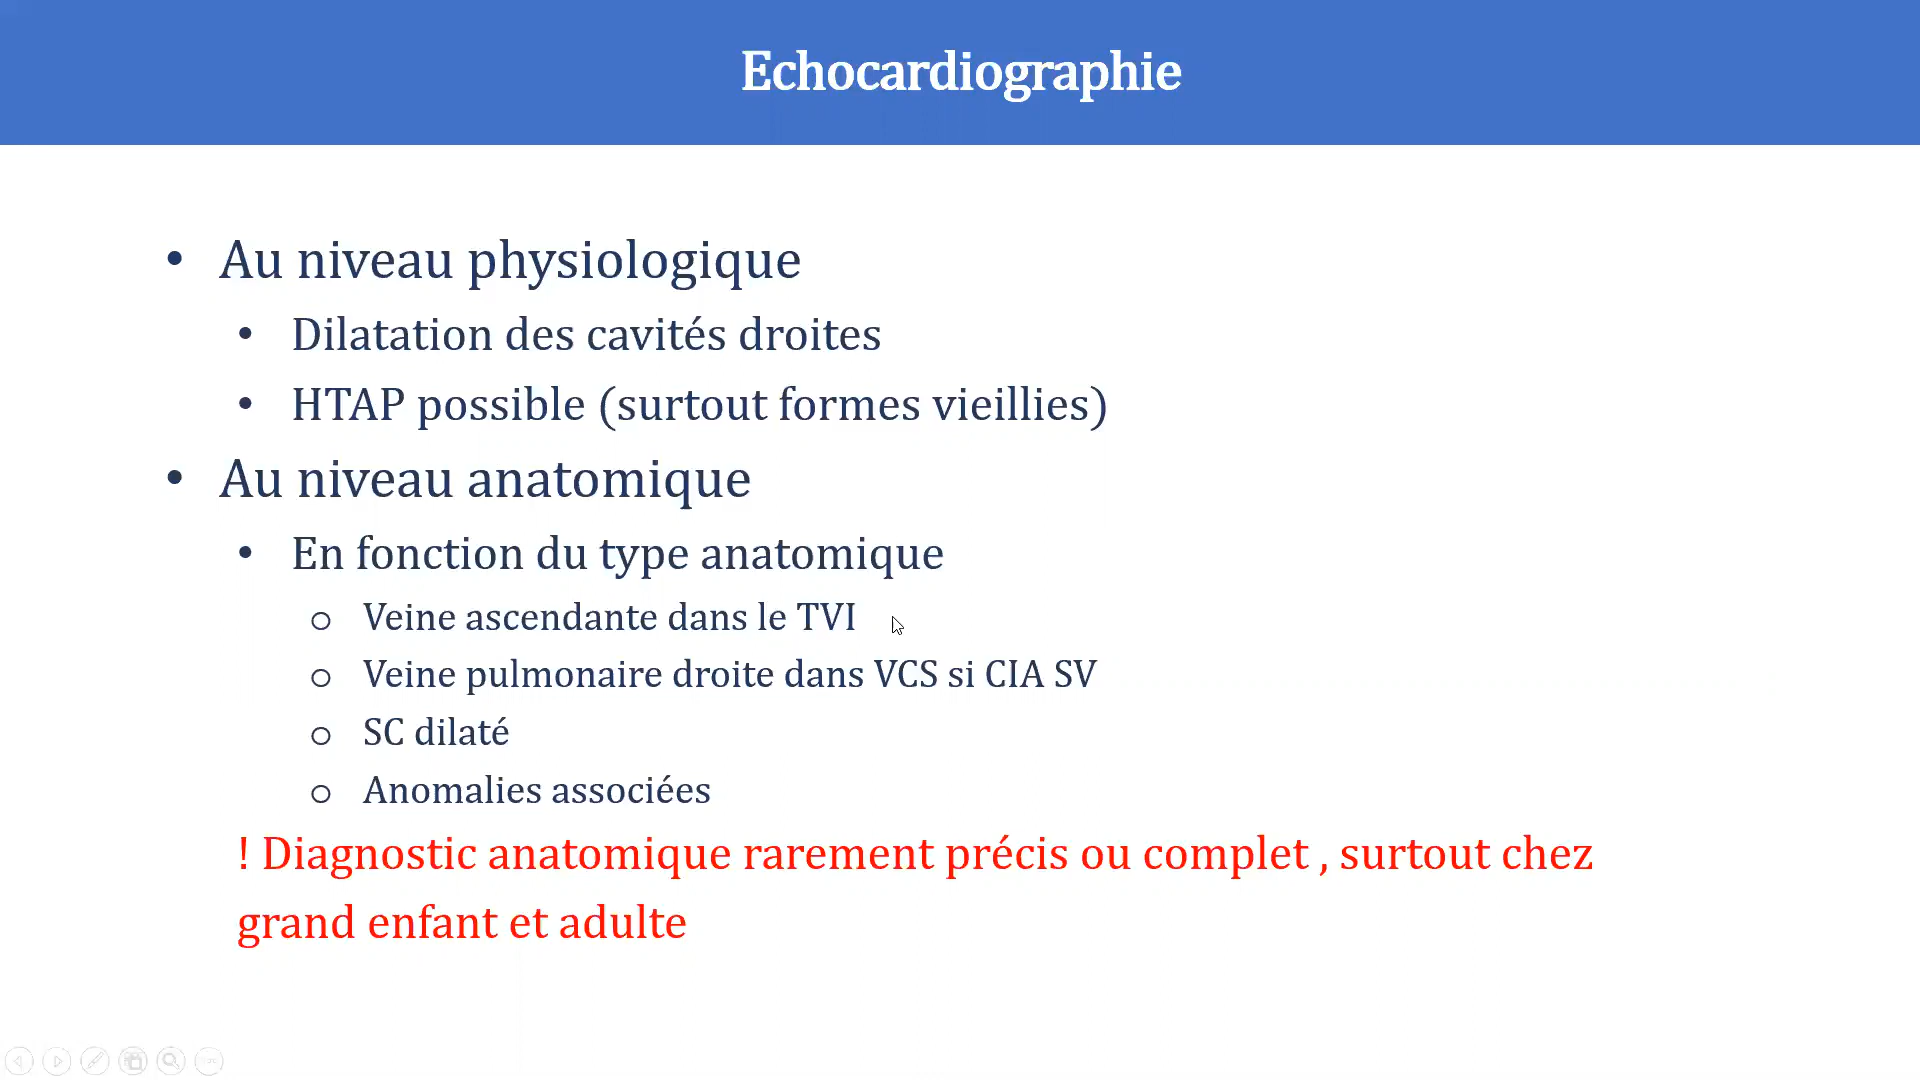 Echocardiographie
• Au niveau physiologique
• Dilatation des cavités droites
• HTAP possible (surtout formes vieillies)
• Au niveau anatomique
• En fonction du type anatomique
o Veine ascendante dans le TVI
o Veine pulmonaire droite dans VCS si CIA SV
o SC dilaté
o Anomalies associées
! Diagnostic anatomique rarement précis ou complet , surtout chez
grand enfant et adulte